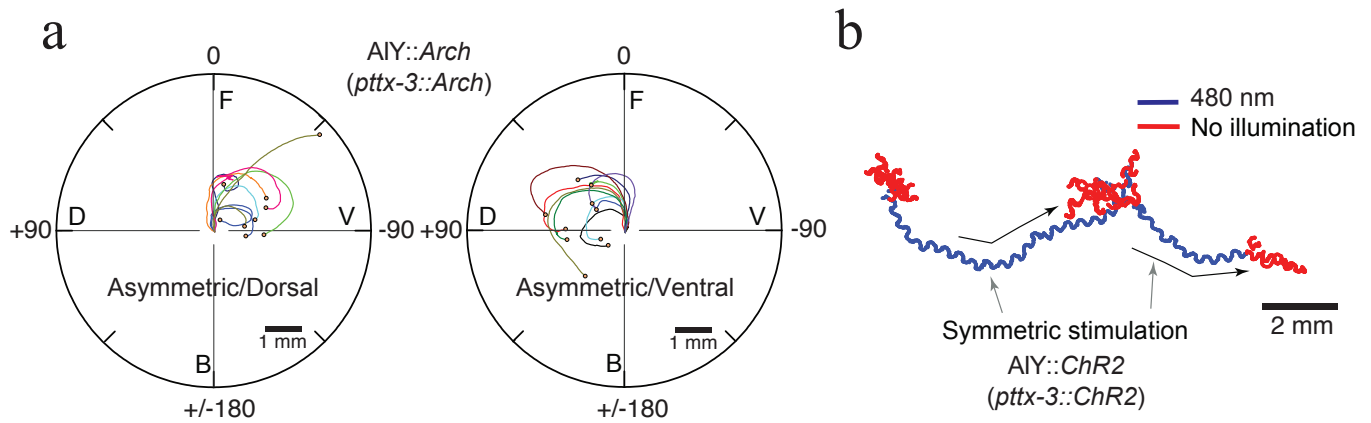 a
AIY::Arch
(pttx-3::Arch)
0
F
+90
D
V
-90
Asymmetric/Dorsal
1 mm
B
+/-180
0
F
+90
D
V
-90
Asymmetric/Ventral
1 mm
B
+/-180
b
480 nm
No illumination
Symmetric stimulation
AIY::ChR2
(pttx-3::ChR2)
2 mm